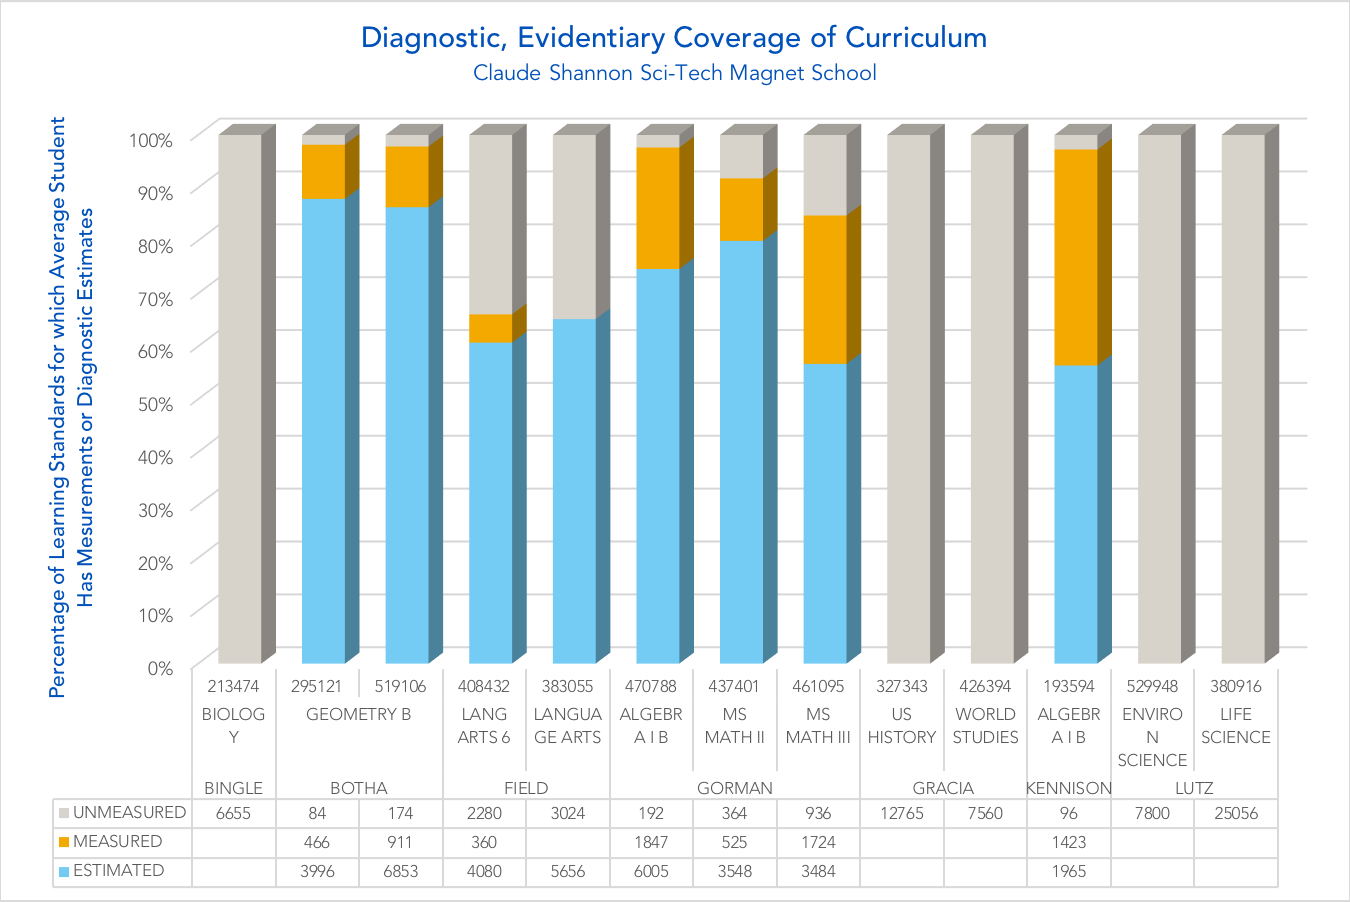 Diagnostic, Evidentiary Coverage of Curriculum
Claude Shannon Sci-Tech Magnet School
Percentage of Learning Standards for which Average Student
Has Mesurements or Diagnostic Estimates
100%
90%
80%
70%
60%
50%
40%
30%
20%
10%
0%
213474 295121 519106 408432 383055 470788 437401 461095 327343 426394 193594 529948 380916
BIOLOG GEOMETRY B LANG LANGUA ALGEBR MS MS US WORLD ALGEBR ENVIRO LIFE
Y ARTS 6 GE ARTS A I B MATH II MATH III HISTORY STUDIES A I B N SCIENCE
SCIENCE
BINGLE BOTHA FIELD GORMAN GRACIA KENNISON LUTZ
UNMEASURED 6655 84 174 2280 3024 192 364 936 12765 7560 96 7800 25056
MEASURED 466 911 360 1847 525 1724 1423
ESTIMATED 3996 6853 4080 5656 6005 3548 3484 1965